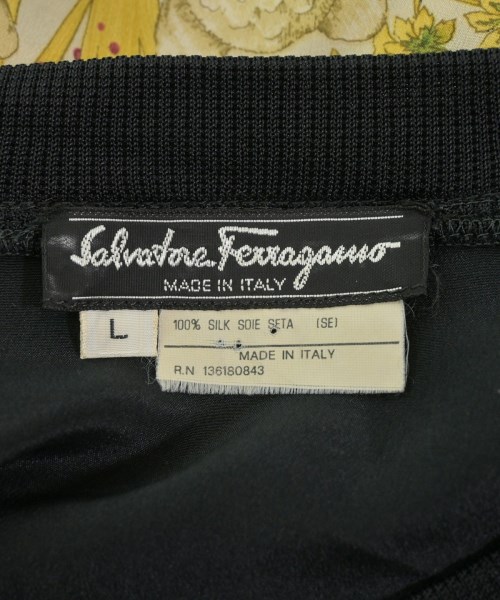 Salvatore Ferragamo
MADE IN ITALY
L
100% SILK SOIE SETA (SE)
MADE IN ITALY
R.N 136180843